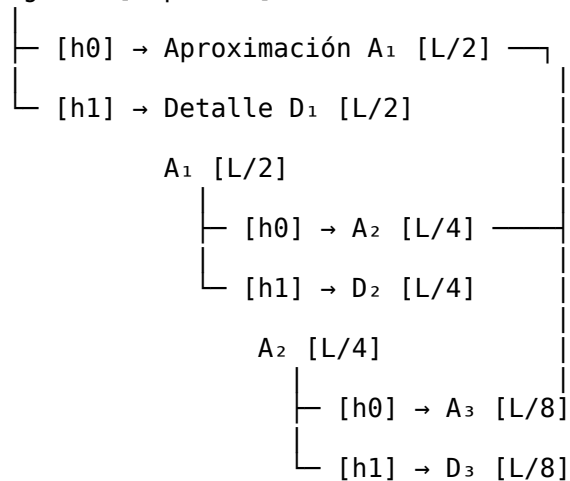 [h0] → Aproximación A₁ [L/2]
[h1] → Detalle D₁ [L/2]
A₁ [L/2]
[h0] → A₂ [L/4]
[h1] → D₂ [L/4]
A₂ [L/4]
[h0] → A₃ [L/8]
[h1] → D₃ [L/8]